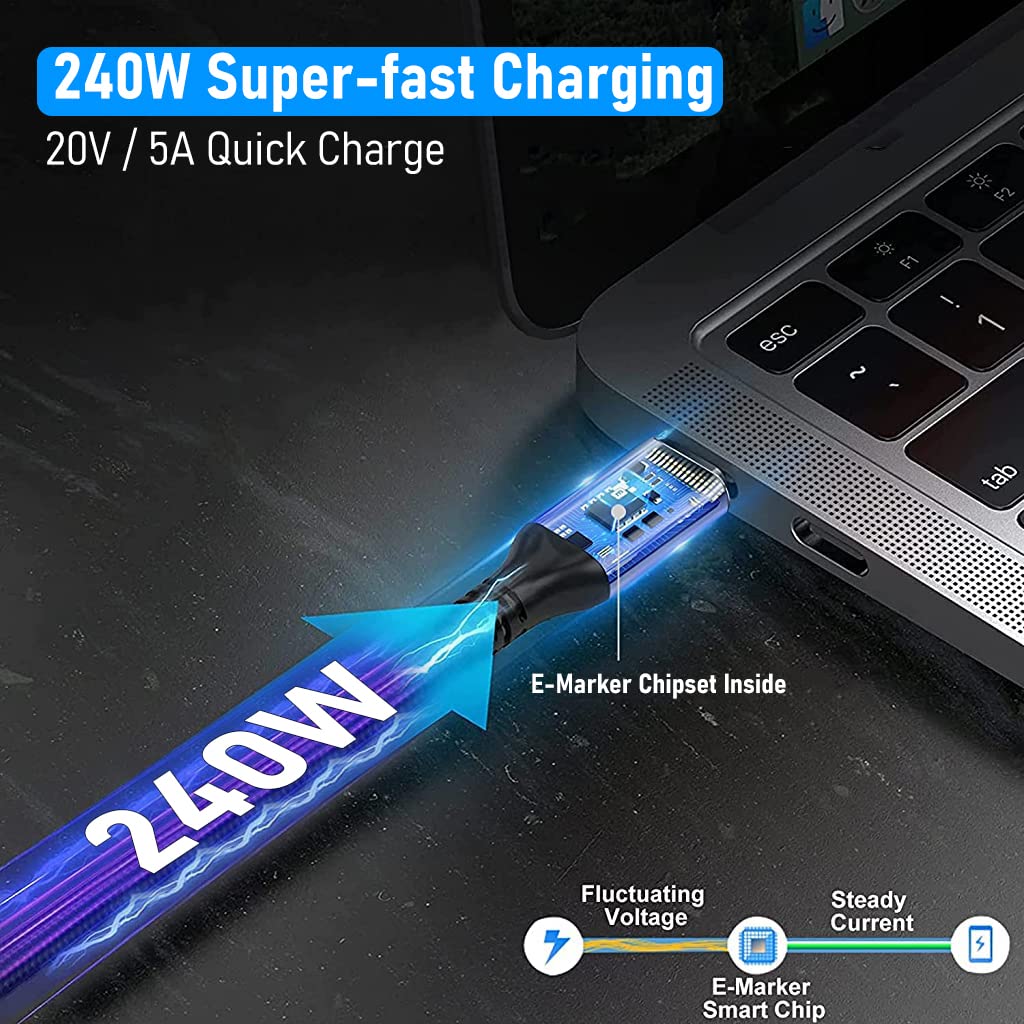 240W Super-fast Charging
20V / 5A Quick Charge
esc
F1
F2
!
1
~
`
tab
E-Marker Chipset Inside
240W
Fluctuating
Voltage
Steady
Current
E-Marker
Smart Chip